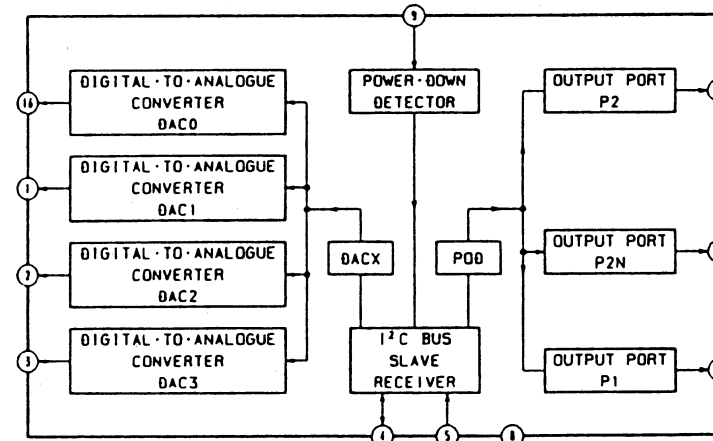 9
DIGITAL·TO·ANALOGUE
CONVERTER
DAC0
16
POWER·DOWN
DETECTOR
OUTPUT PORT
P2
DIGITAL·TO·ANALOGUE
CONVERTER
DAC1
1
DIGITAL·TO·ANALOGUE
CONVERTER
DAC2
2
DACX
POD
OUTPUT PORT
P2N
DIGITAL·TO·ANALOGUE
CONVERTER
DAC3
3
I²C BUS
SLAVE
RECEIVER
OUTPUT PORT
P1
4
5
8